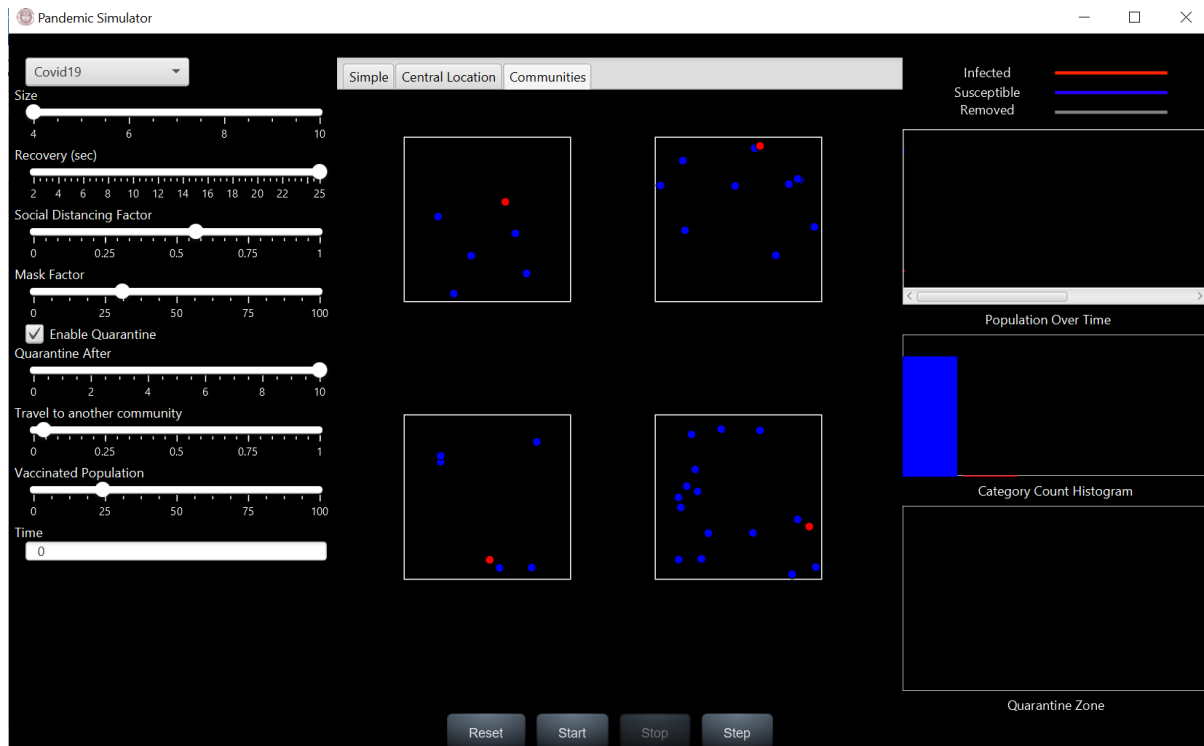 Pandemic Simulator
Covid19
Size
4 6 8 10
Recovery (sec)
2 4 6 8 10 12 14 16 18 20 22 25
Social Distancing Factor
0 0.25 0.5 0.75 1
Mask Factor
0 25 50 75 100
Enable Quarantine
Quarantine After
0 2 4 6 8 10
Travel to another community
0 0.25 0.5 0.75 1
Vaccinated Population
0 25 50 75 100
Time
0
Simple Central Location Communities
Infected
Susceptible
Removed
Population Over Time
Category Count Histogram
Quarantine Zone
Reset Start Stop Step